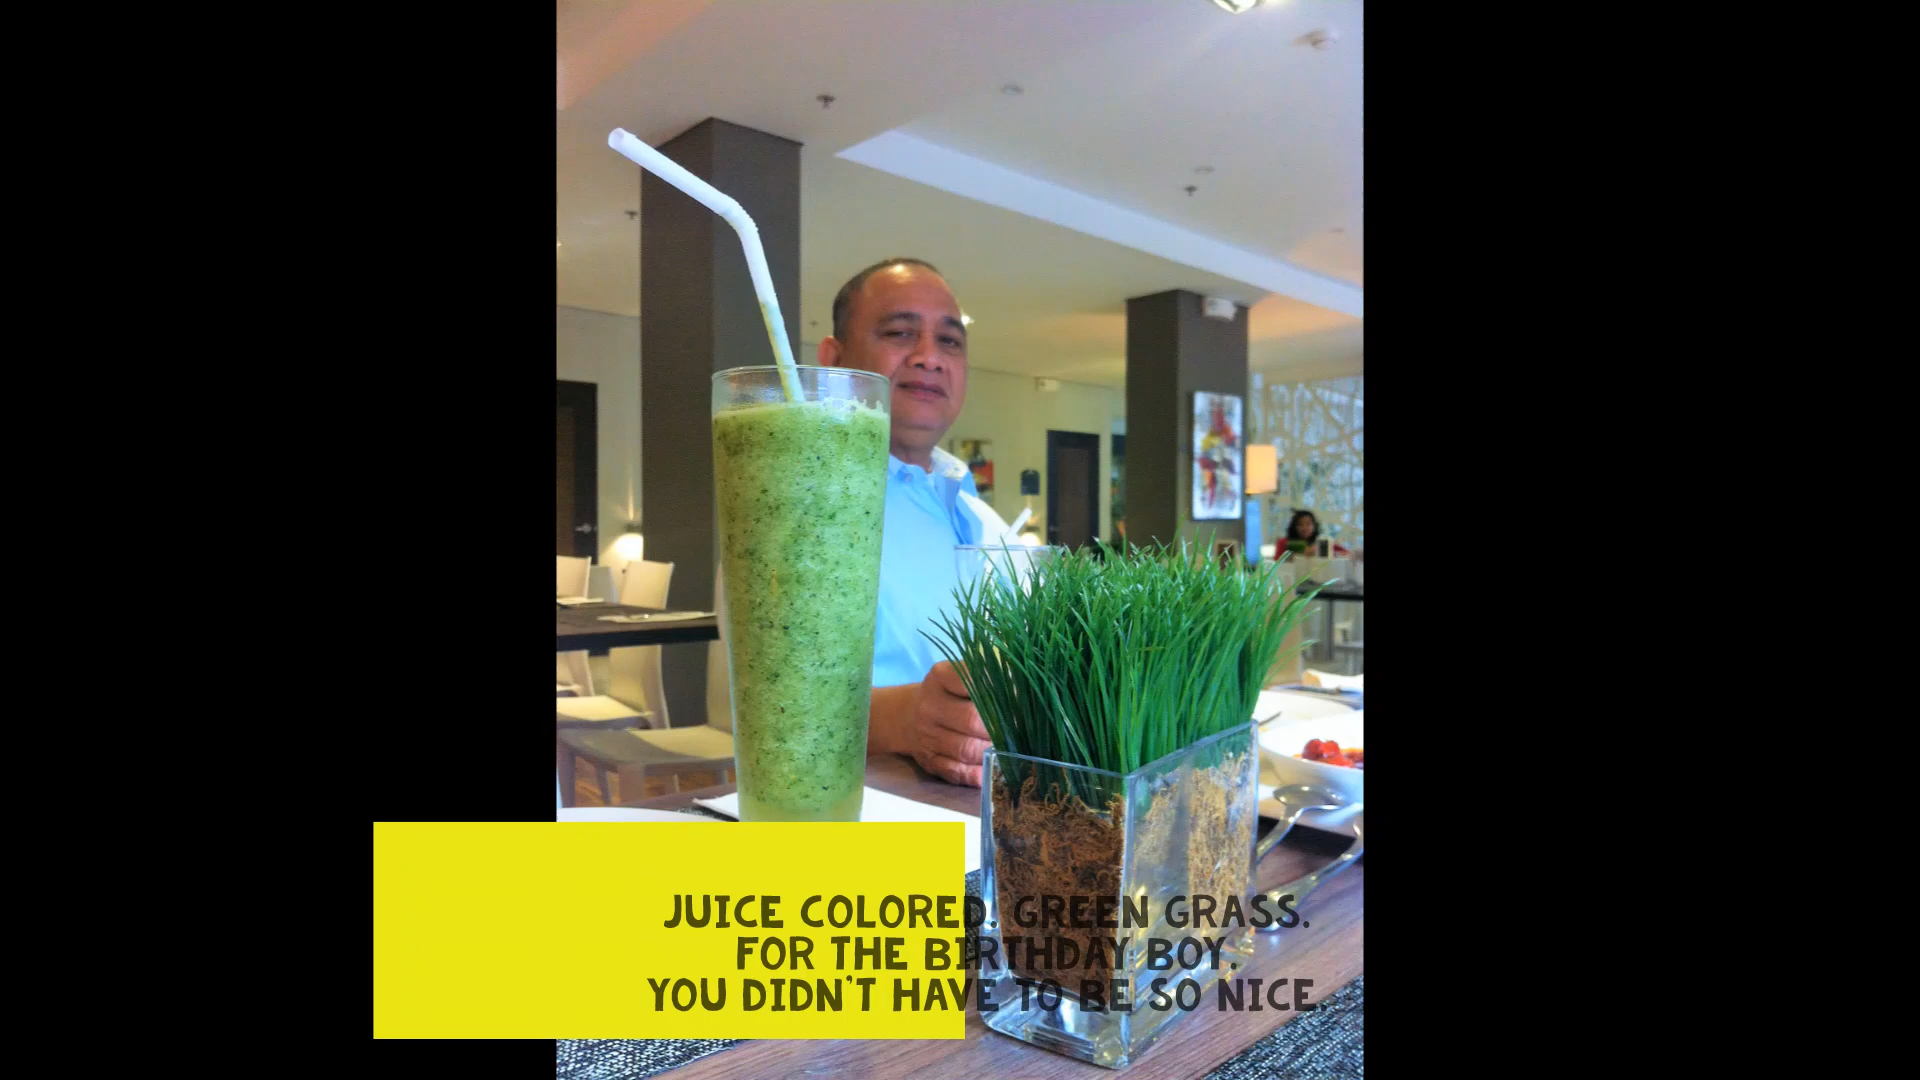 JUICE COLORED. GREEN GRASS.
FOR THE BIRTHDAY BOY.
YOU DIDN'T HAVE TO BE SO NICE.